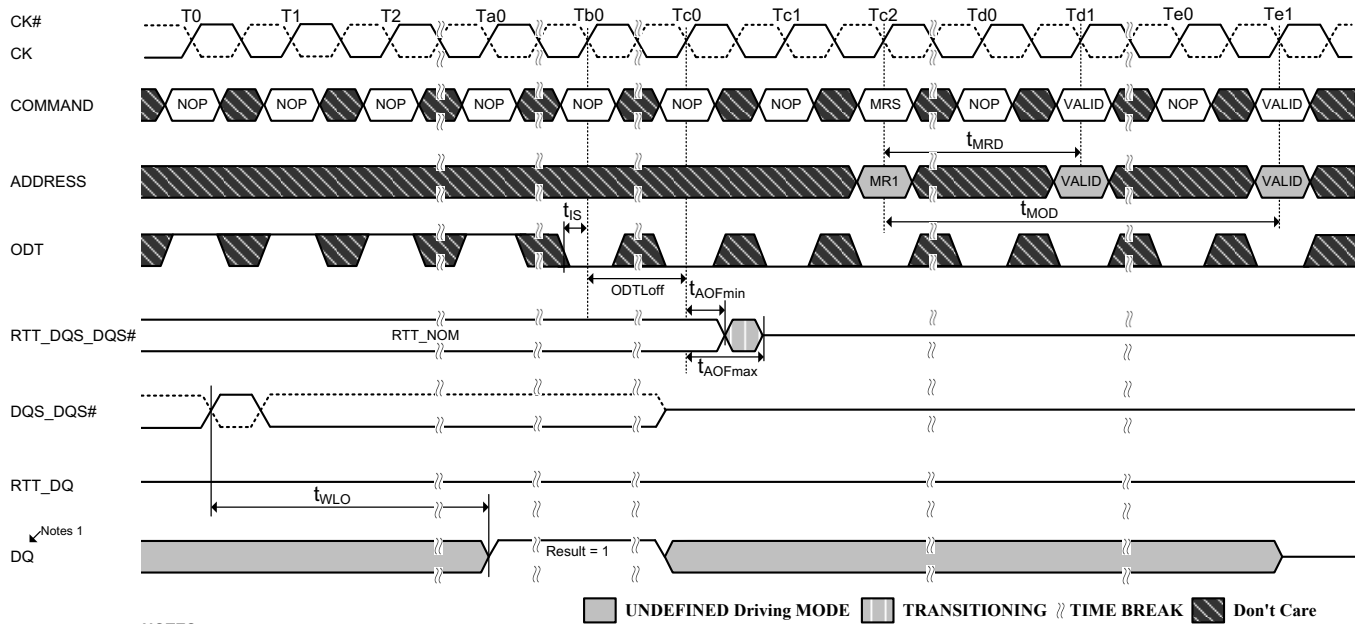 CK#
CK
T0 T1 T2 Ta0 Tb0 Tc0 Tc1 Tc2 Td0 Td1 Te0 Te1
COMMAND NOP NOP NOP NOP NOP NOP NOP MRS NOP VALID NOP VALID
tMRD
ADDRESS MR1 VALID VALID
tIS tMOD
ODT
ODTLoff tAOFmin
RTT_DQS_DQS# RTT_NOM
tAOFmax
DQS_DQS#
RTT_DQ
tWLO
Notes 1
DQ Result = 1
UNDEFINED Driving MODE TRANSITIONING TIME BREAK Don't Care